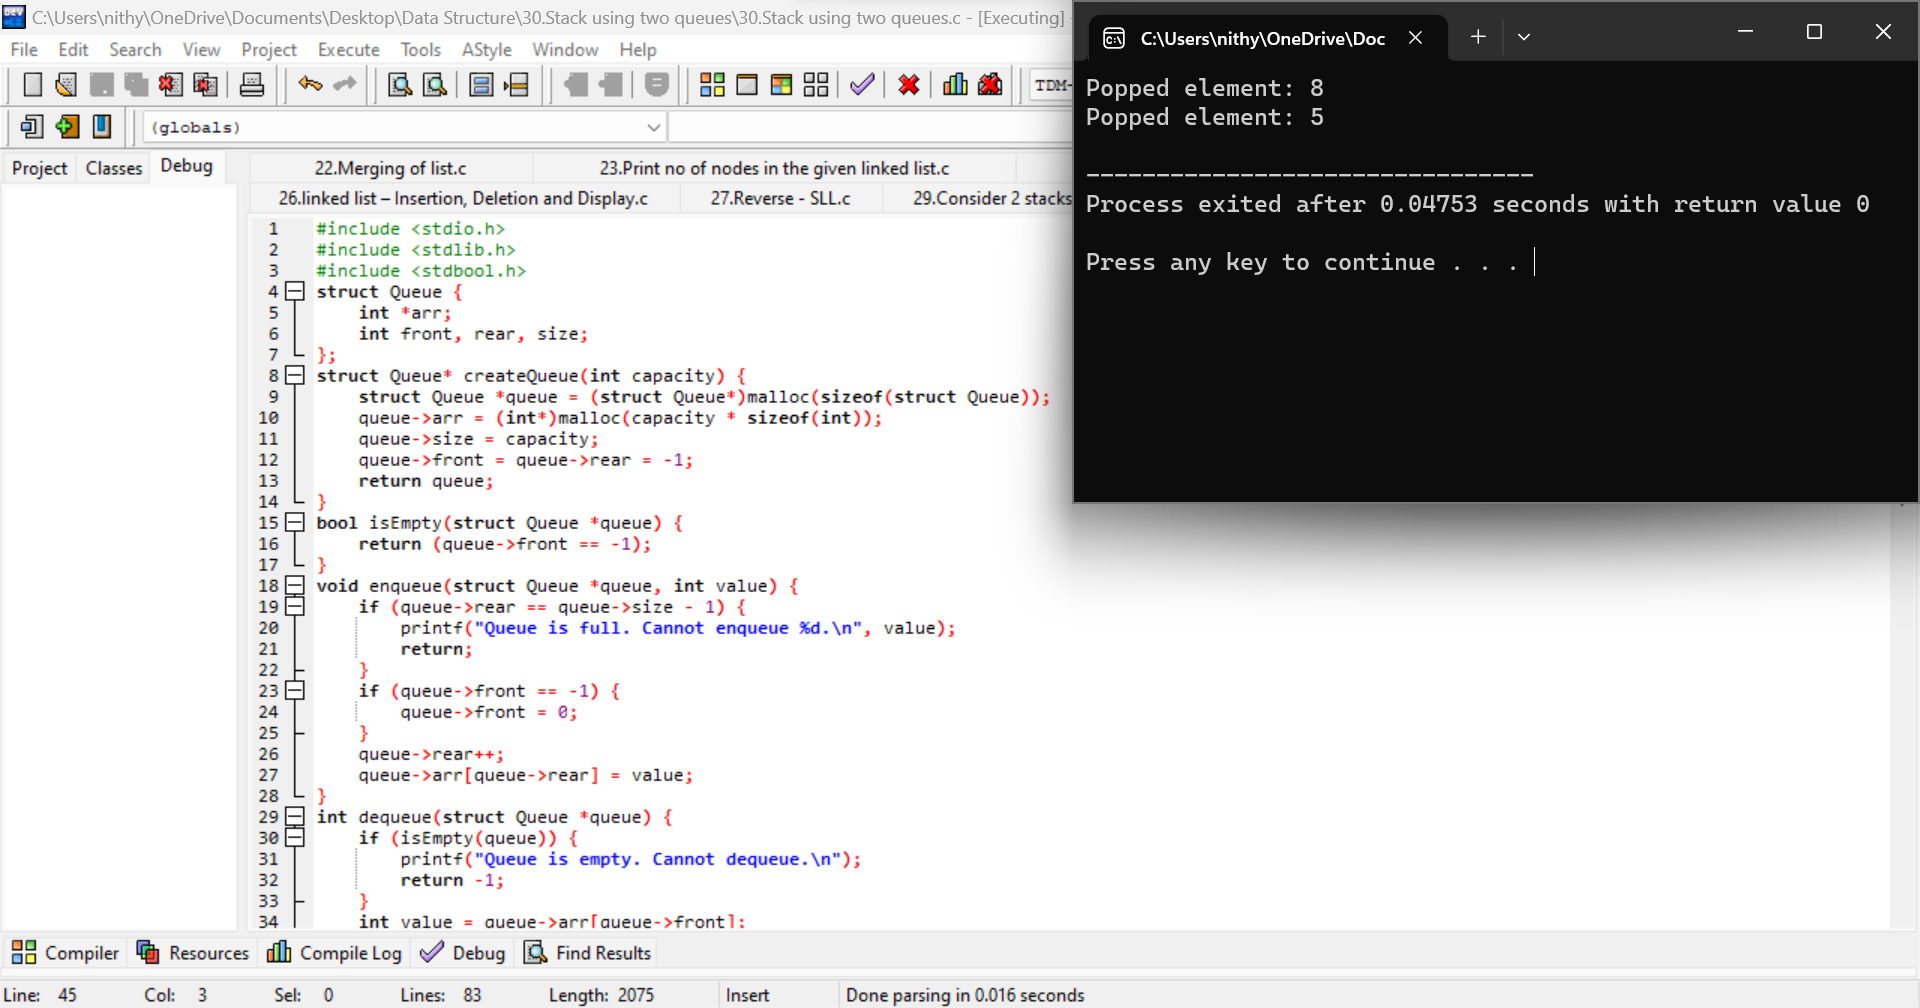 DEV C:\Users\nithy\OneDrive\Documents\Desktop\Data Structure\30.Stack using two queues\30.Stack using two queues.c - [Executing]
File Edit Search View Project Execute Tools AStyle Window Help
TDM-
(globals)
Project Classes Debug
22.Merging of list.c 23.Print no of nodes in the given linked list.c
26.linked list – Insertion, Deletion and Display.c 27.Reverse - SLL.c 29.Consider 2 stacks
1 #include <stdio.h>
2 #include <stdlib.h>
3 #include <stdbool.h>
4 struct Queue {
5 int *arr;
6 int front, rear, size;
7 };
8 struct Queue* createQueue(int capacity) {
9 struct Queue *queue = (struct Queue*)malloc(sizeof(struct Queue));
10 queue->arr = (int*)malloc(capacity * sizeof(int));
11 queue->size = capacity;
12 queue->front = queue->rear = -1;
13 return queue;
14 }
15 bool isEmpty(struct Queue *queue) {
16 return (queue->front == -1);
17 }
18 void enqueue(struct Queue *queue, int value) {
19 if (queue->rear == queue->size - 1) {
20 printf("Queue is full. Cannot enqueue %d.\n", value);
21 return;
22 }
23 if (queue->front == -1) {
24 queue->front = 0;
25 }
26 queue->rear++;
27 queue->arr[queue->rear] = value;
28 }
29 int dequeue(struct Queue *queue) {
30 if (isEmpty(queue)) {
31 printf("Queue is empty. Cannot dequeue.\n");
32 return -1;
33 }
34 int value = queue->arr[queue->front];
Compiler Resources Compile Log Debug Find Results
Line: 45 Col: 3 Sel: 0 Lines: 83 Length: 2075 Insert Done parsing in 0.016 seconds
C:\Users\nithy\OneDrive\Doc
Popped element: 8
Popped element: 5
--------------------------------
Process exited after 0.04753 seconds with return value 0
Press any key to continue . . .